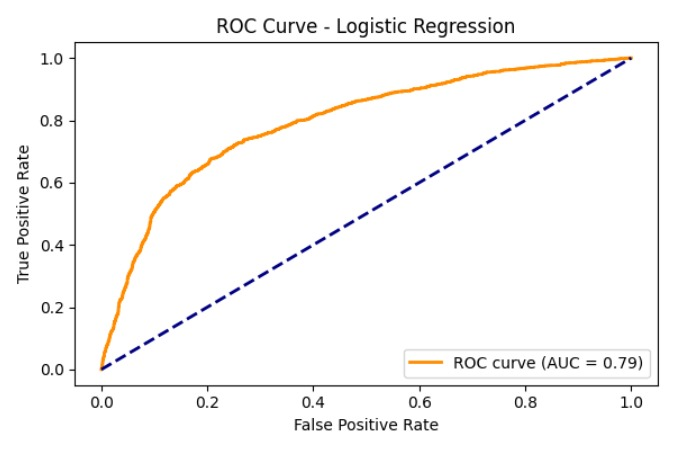 ROC Curve - Logistic Regression
True Positive Rate
1.0
0.8
0.6
0.4
0.2
0.0
0.0 0.2 0.4 0.6 0.8 1.0
False Positive Rate
ROC curve (AUC = 0.79)